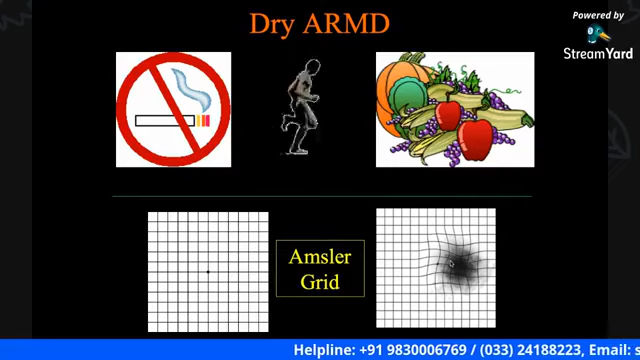 Dry ARMD
Powered by
StreamYard
Amsler
Grid
Helpline: +91 9830006769 / (033) 24188223, Email: s